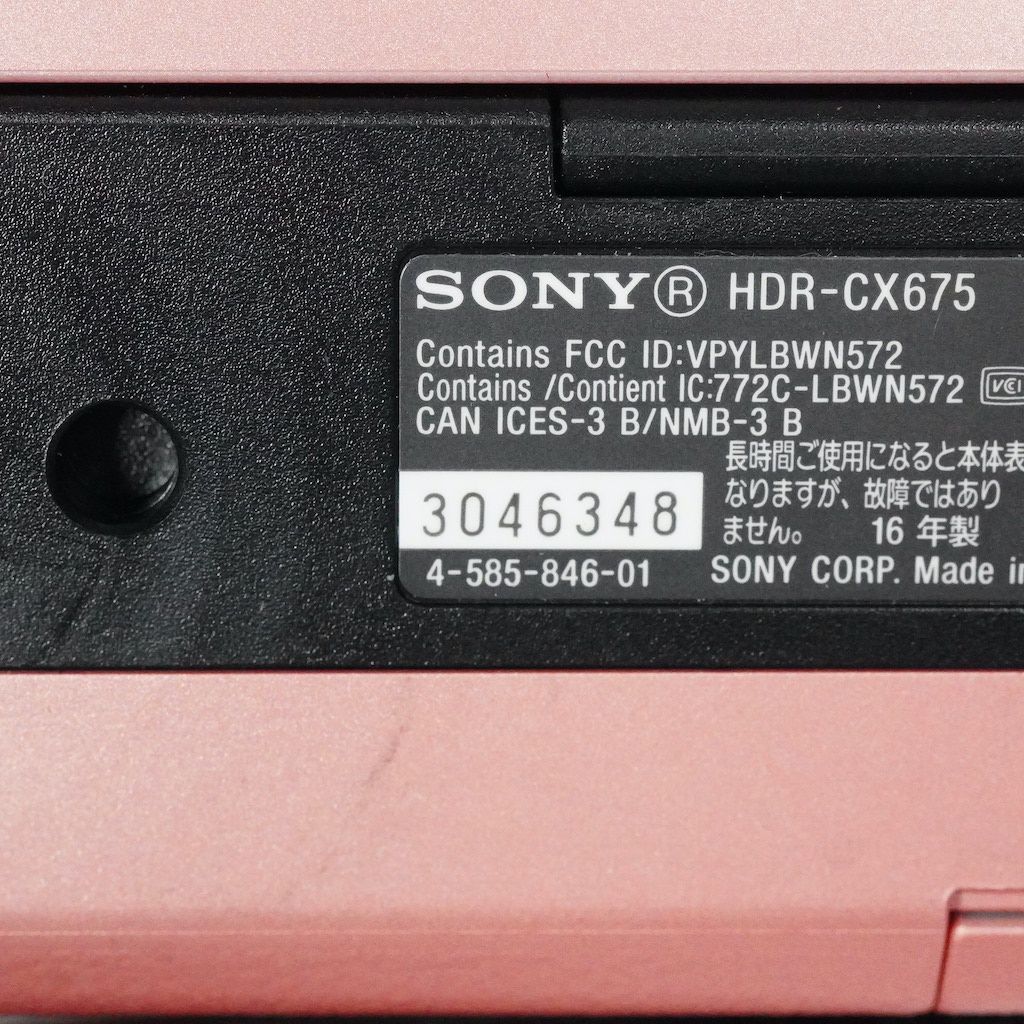 SONY® HDR-CX675
Contains FCC ID:VPYLBWN572
Contains /Contient IC:772C-LBWN572 VCI
CAN ICES-3 B/NMB-3 B
長時間ご使用になると本体表
なりますが、故障ではあり
ません。 16 年製
3046348
4-585-846-01 SONY CORP. Made in